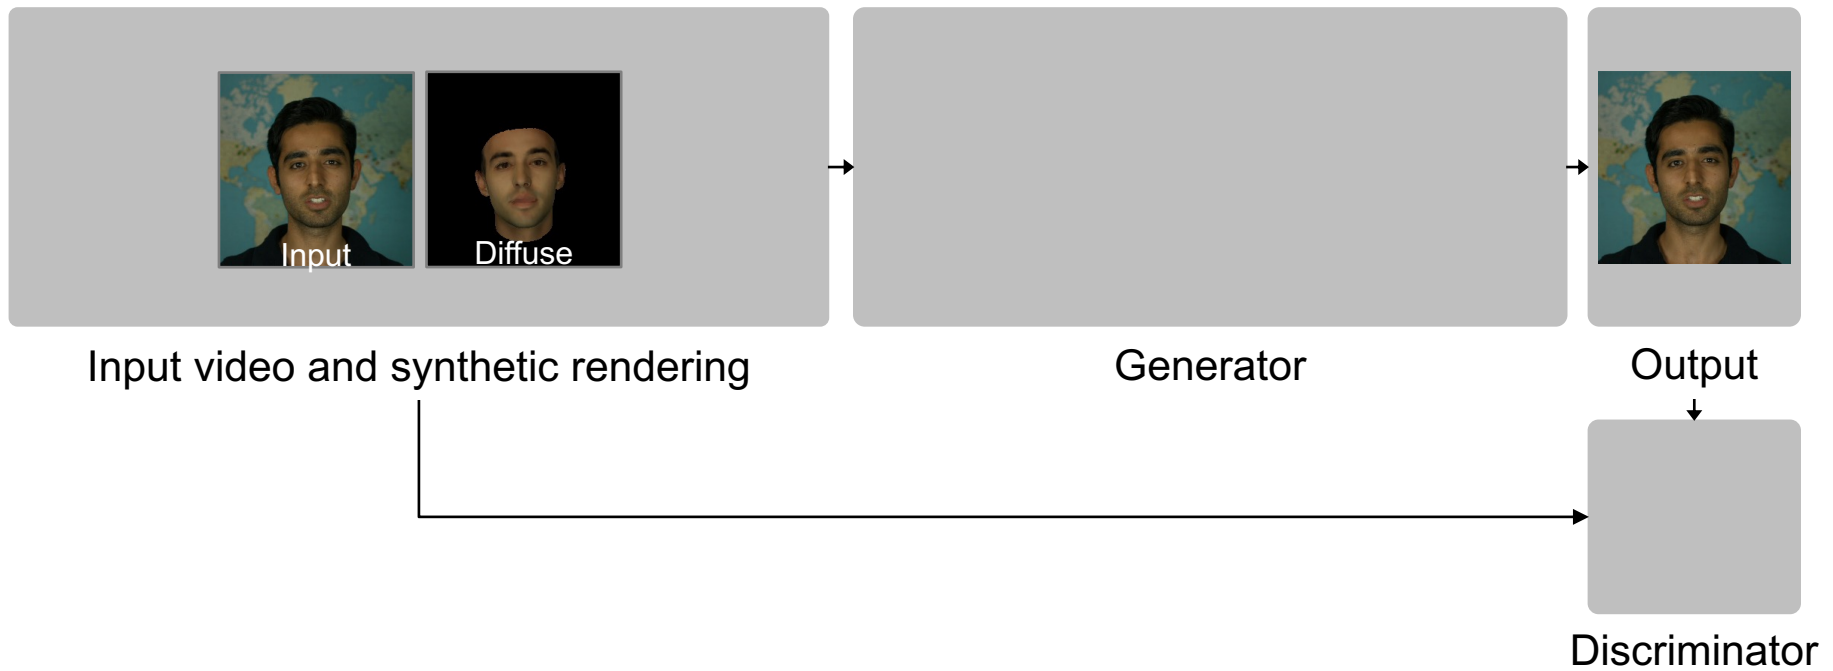 Input
Diffuse
Input video and synthetic rendering
Generator
Output
Discriminator